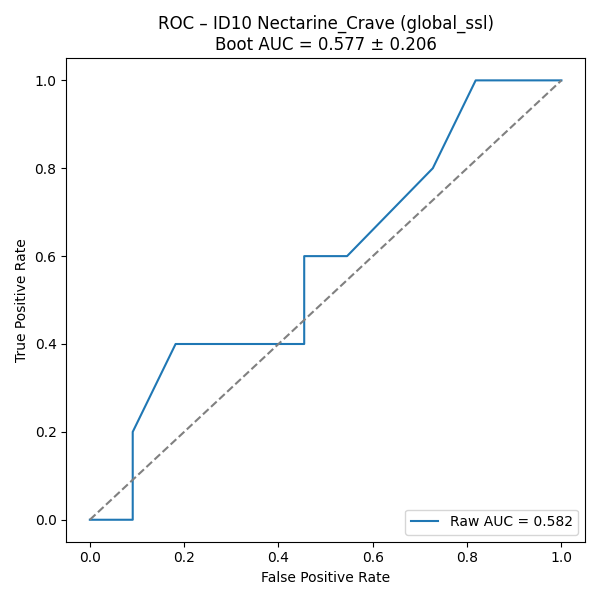 ROC – ID10 Nectarine_Crave (global_ssl)
Boot AUC = 0.577 ± 0.206
True Positive Rate
1.0
0.8
0.6
0.4
0.2
0.0
Raw AUC = 0.582
0.0 0.2 0.4 0.6 0.8 1.0
False Positive Rate